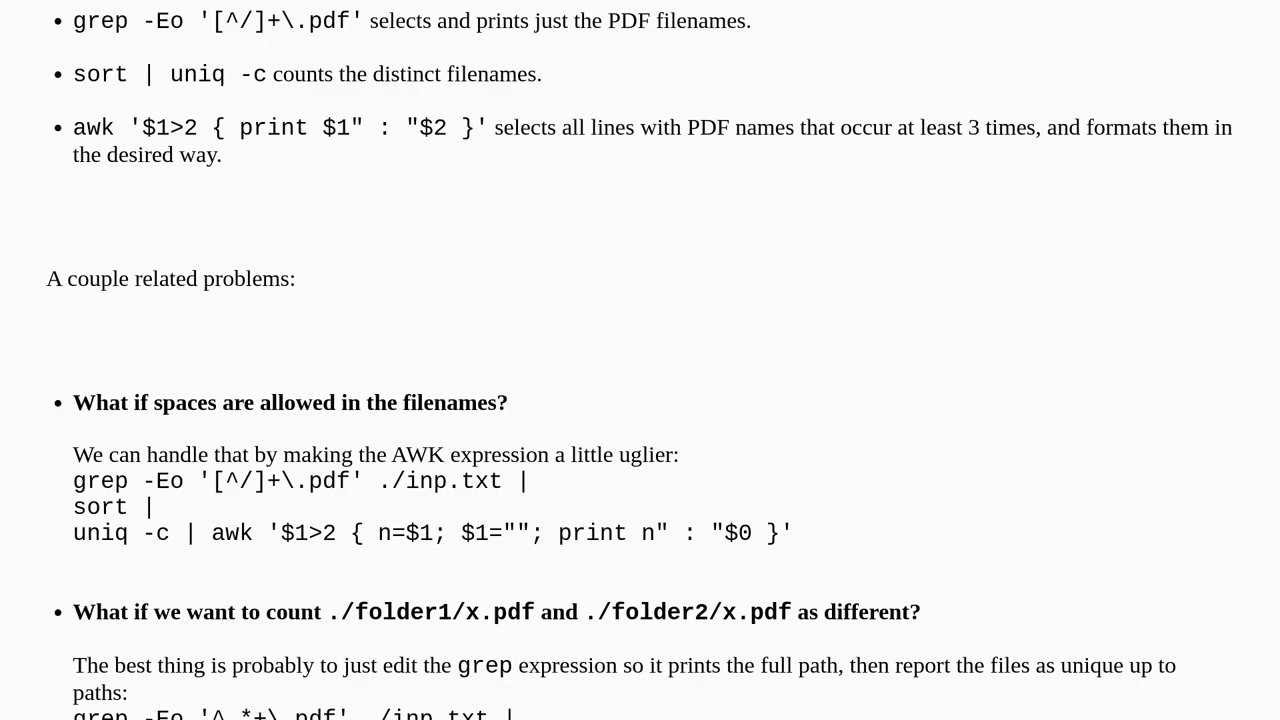 • grep -Eo '[^/]+\.pdf' selects and prints just the PDF filenames.
• sort | uniq -c counts the distinct filenames.
• awk '$1>2 { print $1" : "$2 }' selects all lines with PDF names that occur at least 3 times, and formats them in
the desired way.
A couple related problems:
• What if spaces are allowed in the filenames?
We can handle that by making the AWK expression a little uglier:
grep -Eo '[^/]+\.pdf' ./inp.txt |
sort |
uniq -c | awk '$1>2 { n=$1; $1=""; print n" : "$0 }'
• What if we want to count ./folder1/x.pdf and ./folder2/x.pdf as different?
The best thing is probably to just edit the grep expression so it prints the full path, then report the files as unique up to
paths:
grep -Eo '^.*+\.pdf' ./inp.txt |